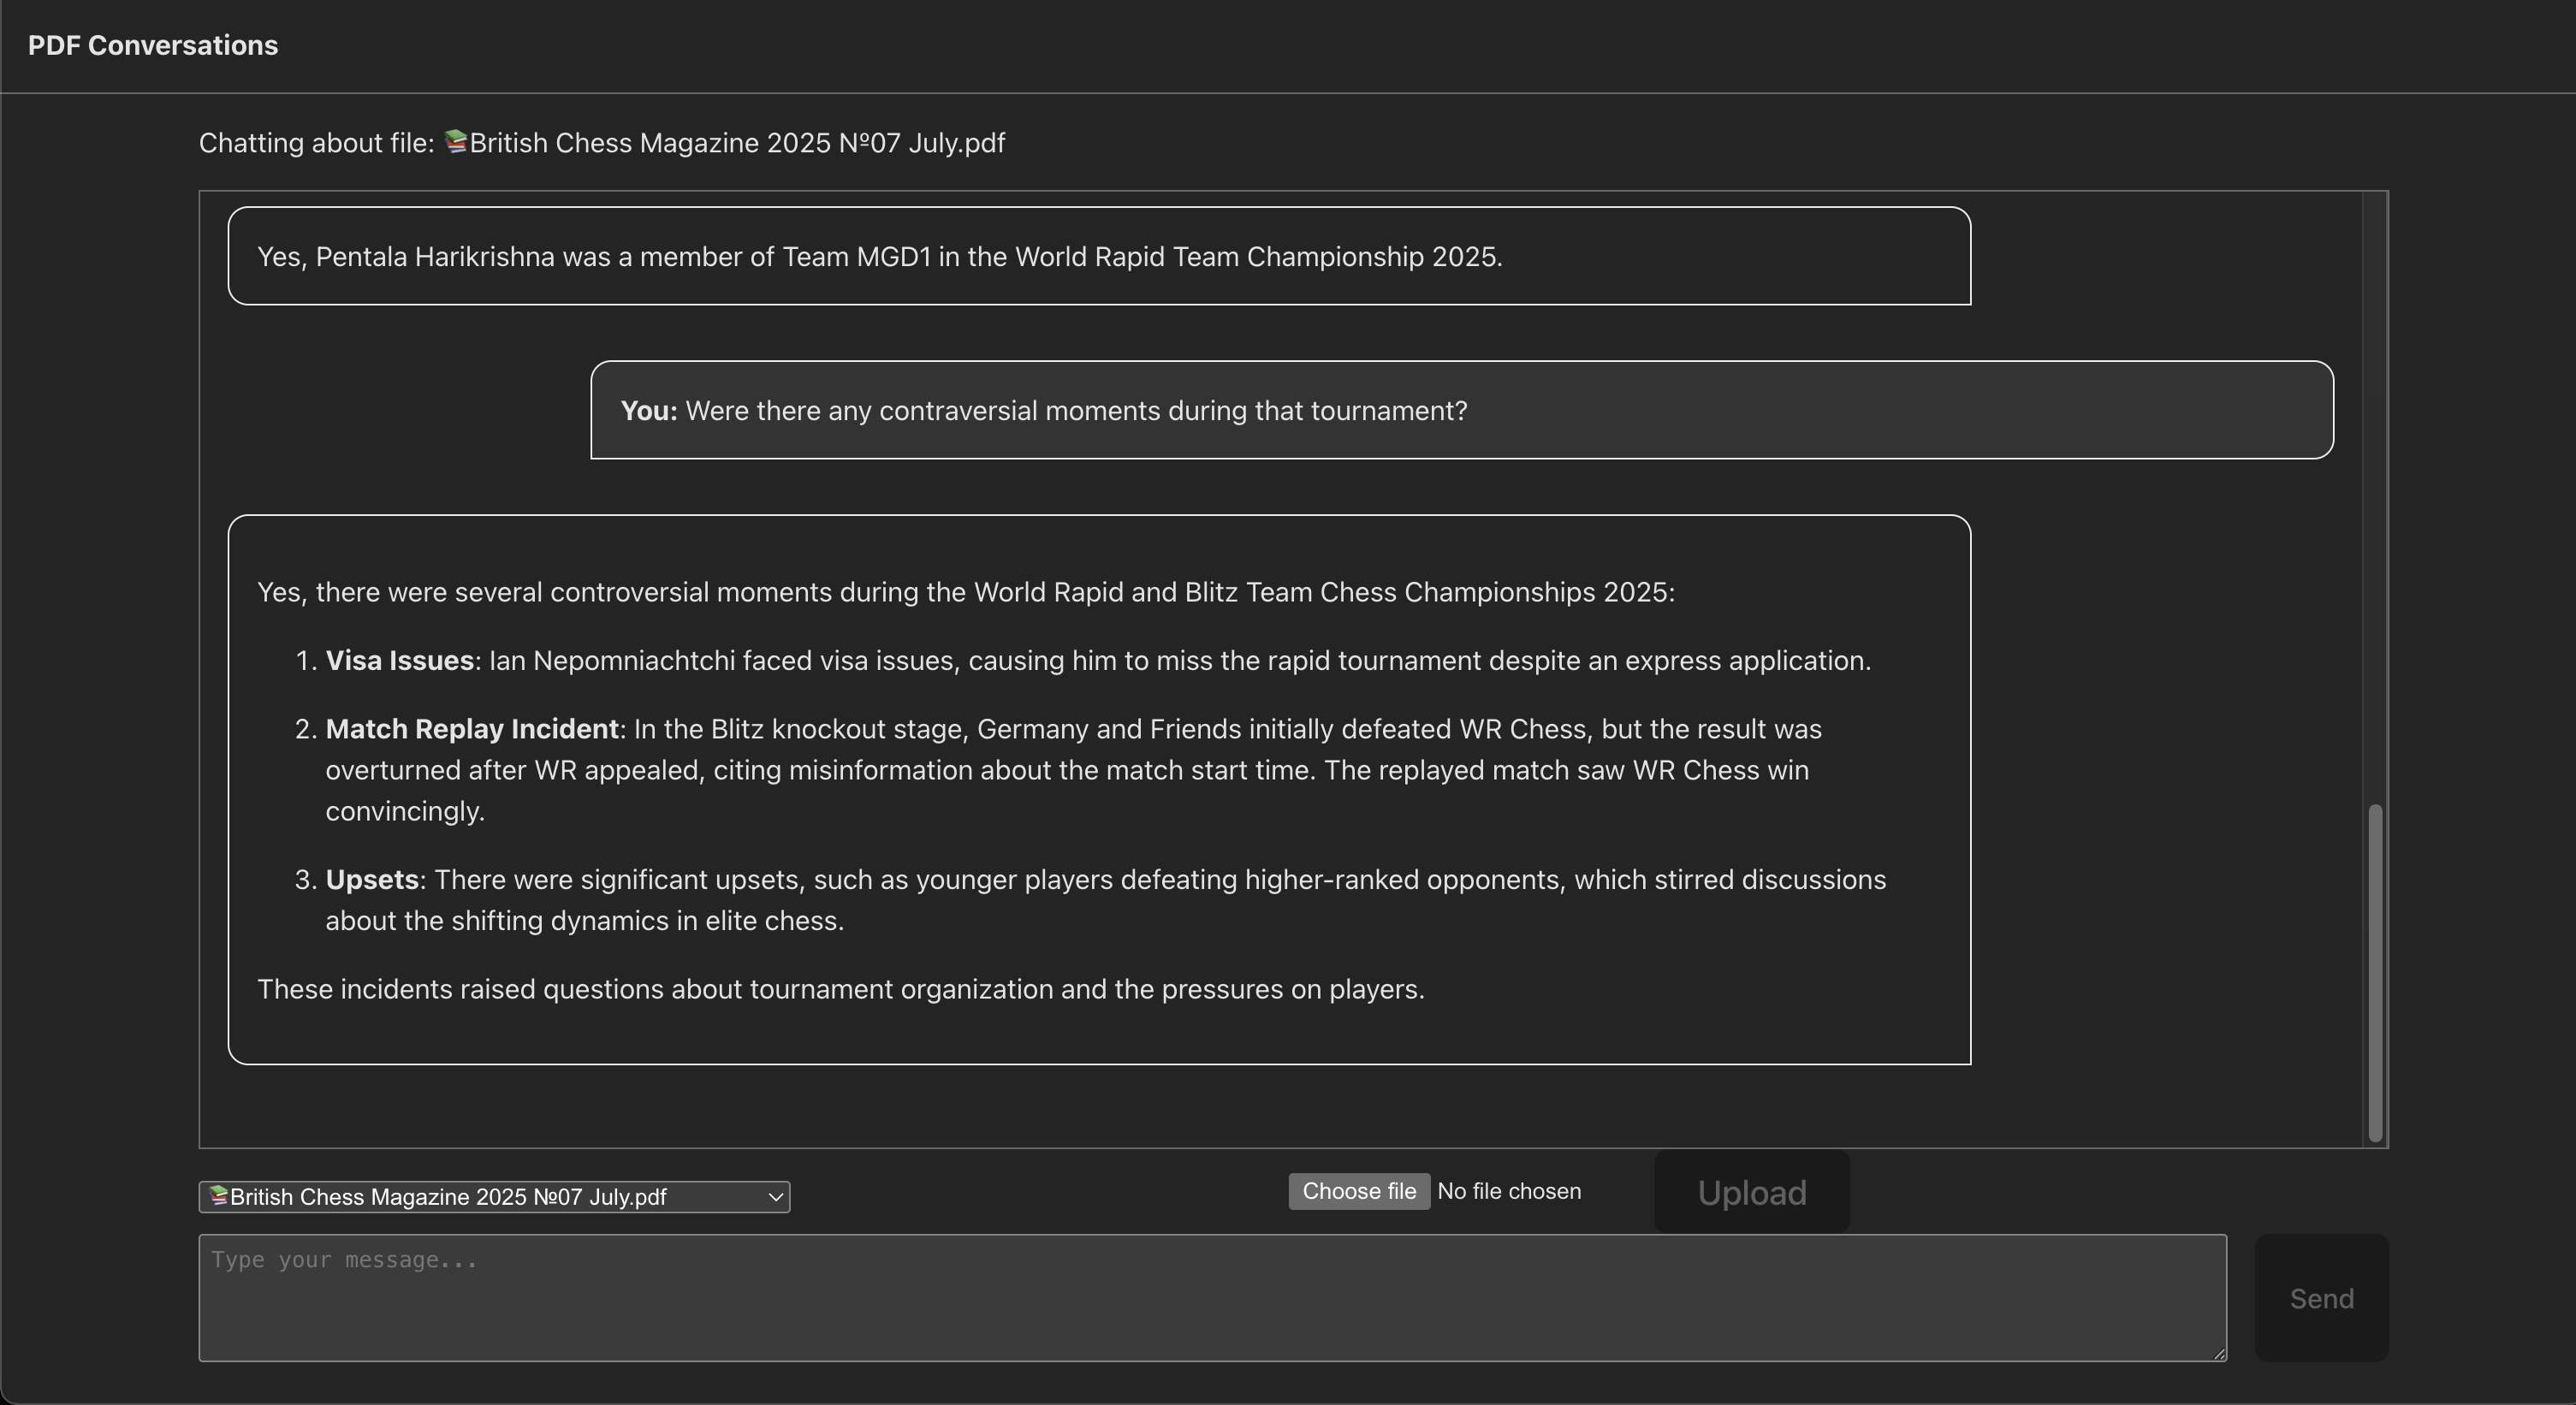 PDF Conversations
Chatting about file: 📚British Chess Magazine 2025 Nº07 July.pdf
Yes, Pentala Harikrishna was a member of Team MGD1 in the World Rapid Team Championship 2025.
You: Were there any contraversial moments during that tournament?
Yes, there were several controversial moments during the World Rapid and Blitz Team Chess Championships 2025:
1. Visa Issues: Ian Nepomniachtchi faced visa issues, causing him to miss the rapid tournament despite an express application.
2. Match Replay Incident: In the Blitz knockout stage, Germany and Friends initially defeated WR Chess, but the result was
overturned after WR appealed, citing misinformation about the match start time. The replayed match saw WR Chess win
convincingly.
3. Upsets: There were significant upsets, such as younger players defeating higher-ranked opponents, which stirred discussions
about the shifting dynamics in elite chess.
These incidents raised questions about tournament organization and the pressures on players.
📚British Chess Magazine 2025 №07 July.pdf
Choose file No file chosen
Upload
Type your message...
Send